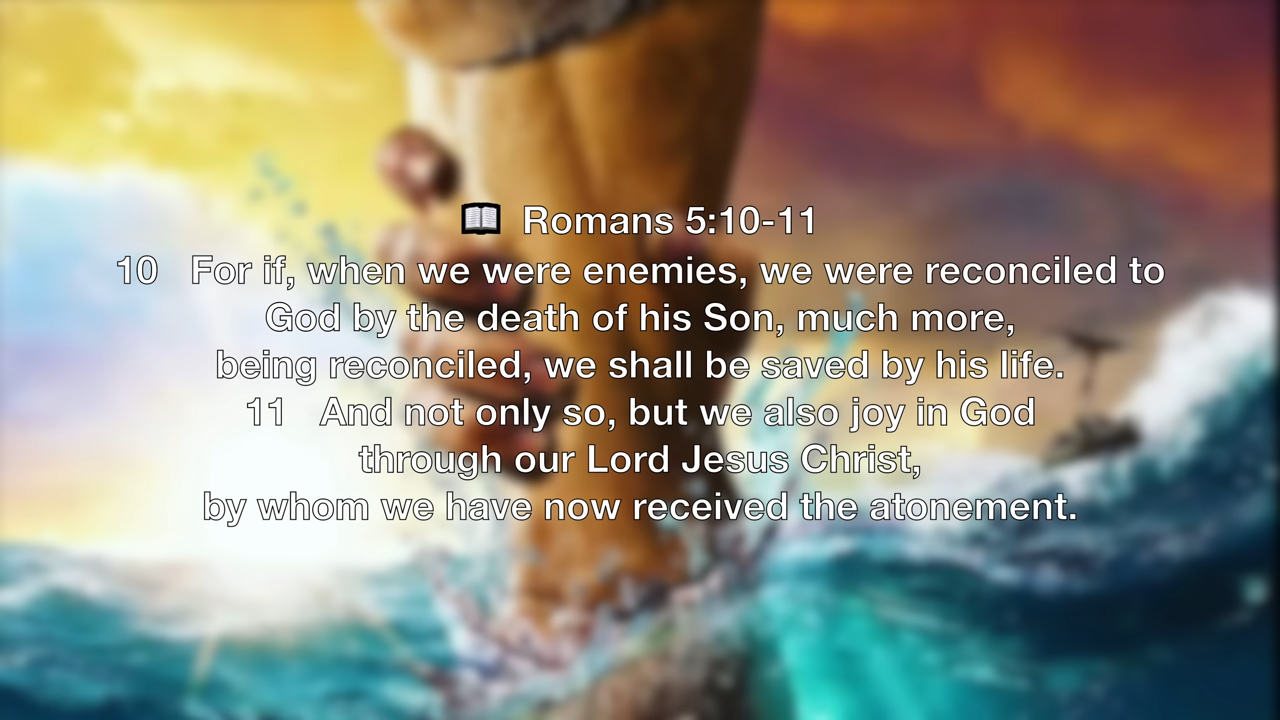 📖 Romans 5:10-11
10 For if, when we were enemies, we were reconciled to
God by the death of his Son, much more,
being reconciled, we shall be saved by his life.
11 And not only so, but we also joy in God
through our Lord Jesus Christ,
by whom we have now received the atonement.